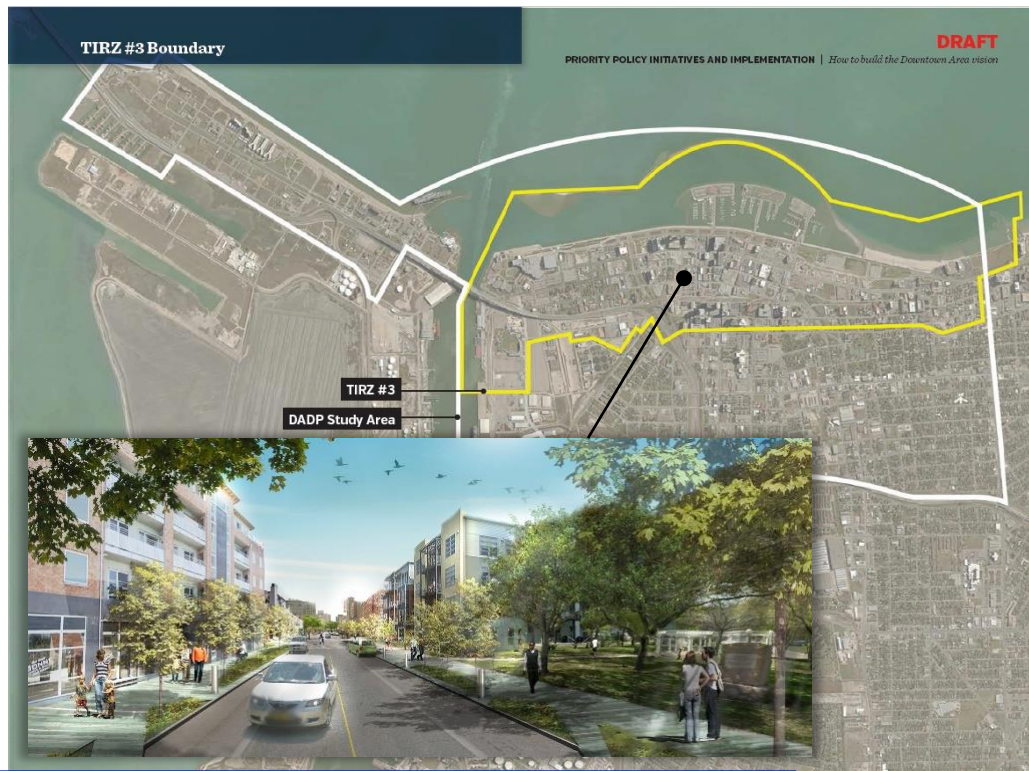 TIRZ #3 Boundary
DRAFT
PRIORITY POLICY INITIATIVES AND IMPLEMENTATION | How to build the Downtown Area vision
TIRZ #3
DADP Study Area